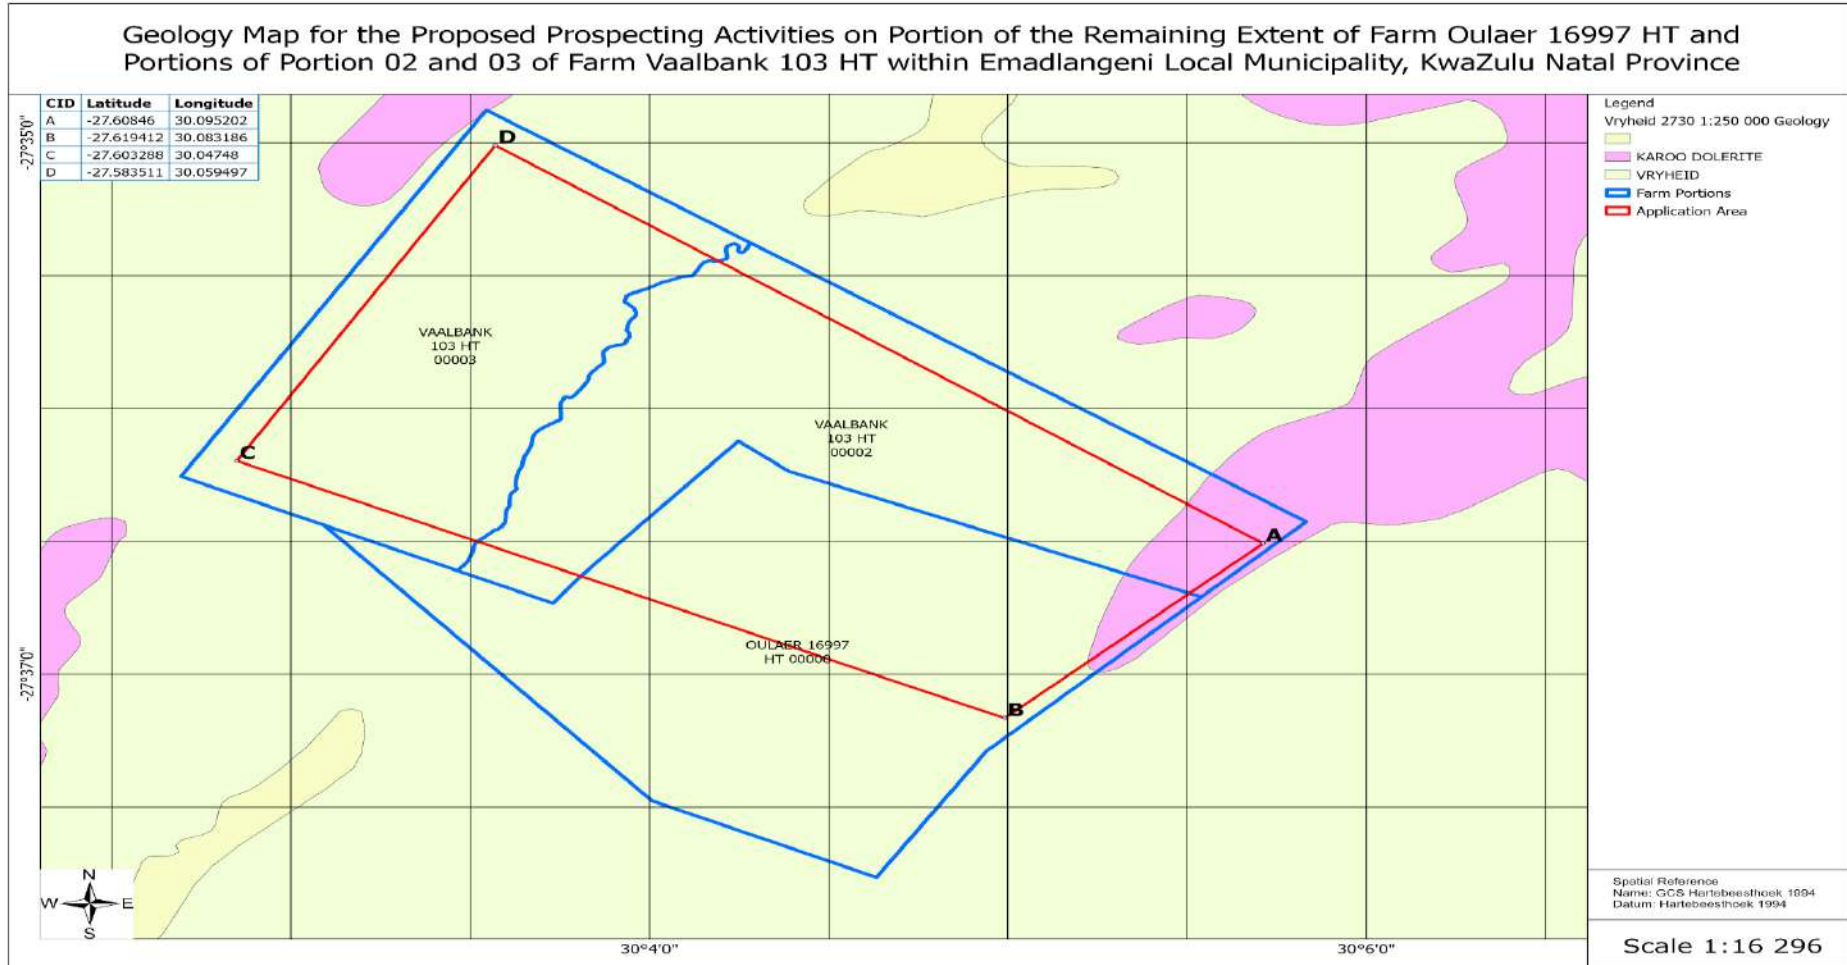 Geology Map for the Proposed Prospecting Activities on Portion of the Remaining Extent of Farm Oulaer 16997 HT and
Portions of Portion 02 and 03 of Farm Vaalbank 103 HT within Emadlangeni Local Municipality, KwaZulu Natal Province
CID Latitude Longitude
A -27.60846 30.095202
B -27.619412 30.083186
C -27.603288 30.04748
D -27.583511 30.059497
Legend
Vryheid 2730 1:250 000 Geology
KAROO DOLERITE
VRYHEID
Farm Portions
Application Area
-27°35'0"
D
VAALBANK
103 HT
00003
C
VAALBANK
103 HT
00002
A
-27°37'0"
OULAER 16997
HT 00000
B
N
W E
S
30°4'0"
30°6'0"
Spatial Reference
Name: GCS Hartebeesthoek 1994
Datum: Hartebeesthoek 1994
Scale 1:16 296